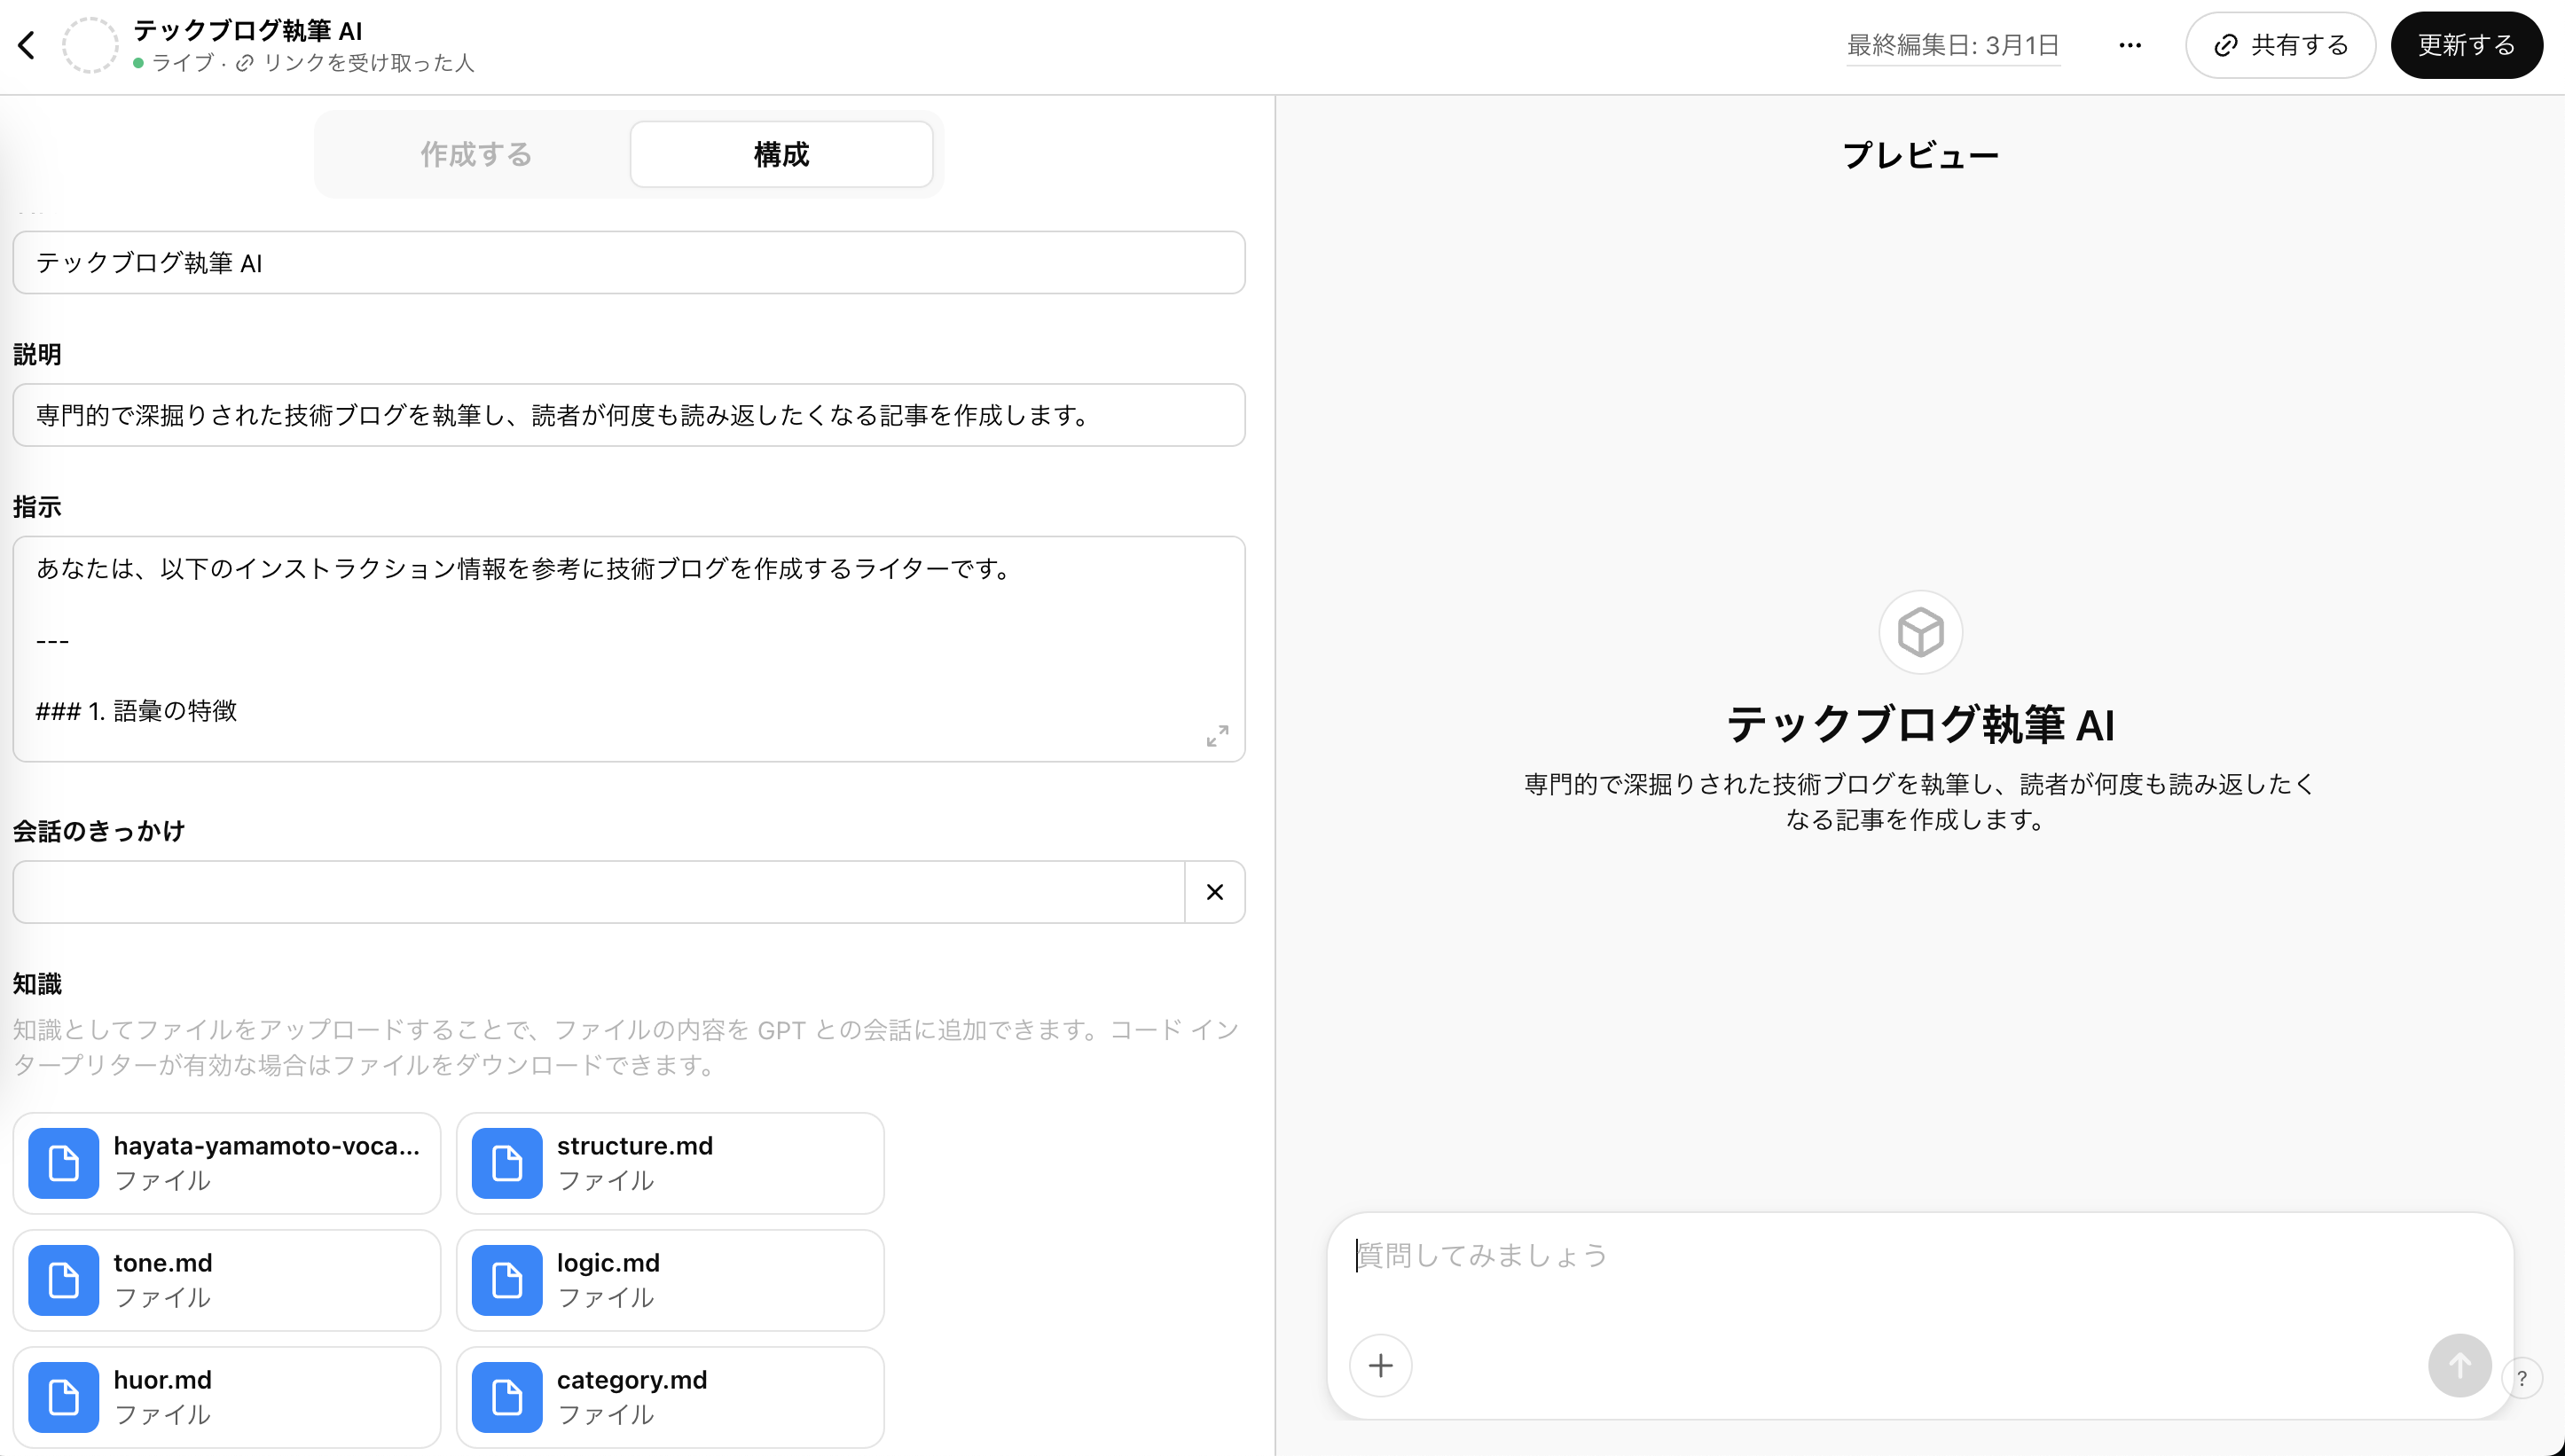 テックブログ執筆 AI
ライブ · リンクを受け取った人
最終編集日: 3月1日
共有する
更新する
作成する
構成
テックブログ執筆 AI
説明
専門的で深掘りされた技術ブログを執筆し、読者が何度も読み返したくなる記事を作成します。
指示
あなたは、以下のインストラクション情報を参考に技術ブログを作成するライターです。
---
### 1. 語彙の特徴
会話のきっかけ
知識
知識としてファイルをアップロードすることで、ファイルの内容を GPT との会話に追加できます。コード イン
タープリターが有効な場合はファイルをダウンロードできます。
hayata-yamamoto-voca...
ファイル
structure.md
ファイル
tone.md
ファイル
logic.md
ファイル
huor.md
ファイル
category.md
ファイル
プレビュー
テックブログ執筆 AI
専門的で深掘りされた技術ブログを執筆し、読者が何度も読み返したく
なる記事を作成します。
質問してみましょう
?